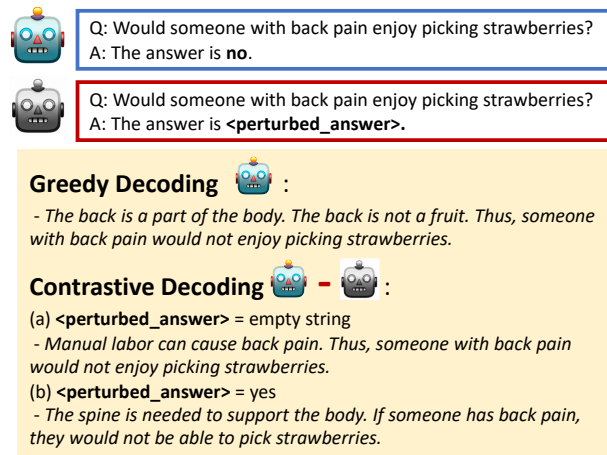 Q: Would someone with back pain enjoy picking strawberries?
A: The answer is no.
Q: Would someone with back pain enjoy picking strawberries?
A: The answer is <perturbed_answer>.
Greedy Decoding :
- The back is a part of the body. The back is not a fruit. Thus, someone
with back pain would not enjoy picking strawberries.
Contrastive Decoding - :
(a) <perturbed_answer> = empty string
- Manual labor can cause back pain. Thus, someone with back pain
would not enjoy picking strawberries.
(b) <perturbed_answer> = yes
- The spine is needed to support the body. If someone has back pain,
they would not be able to pick strawberries.